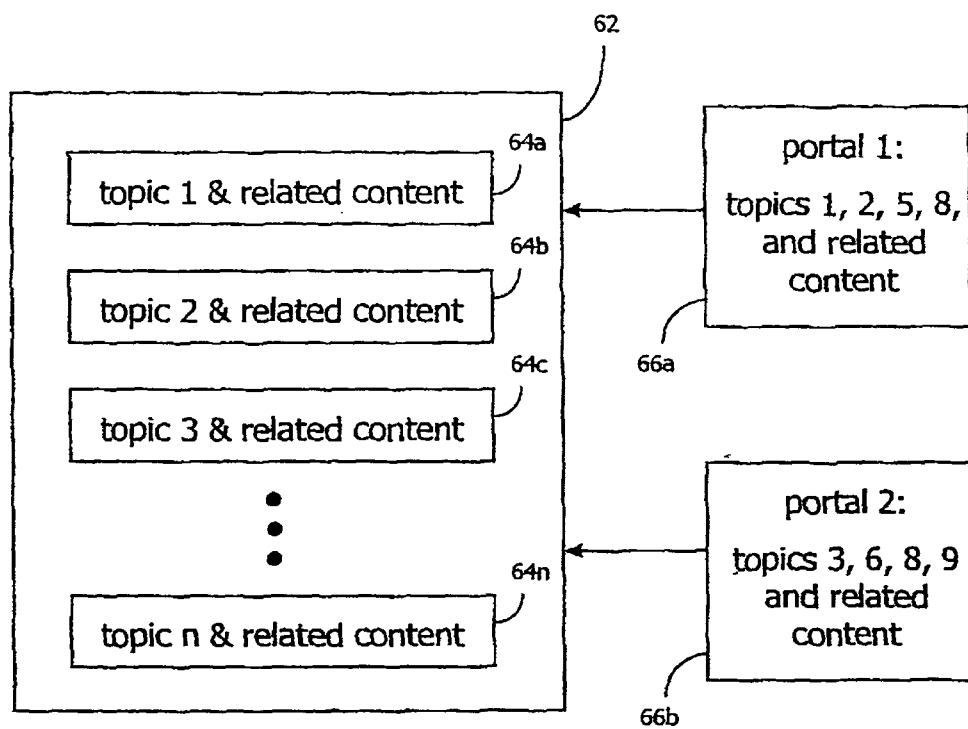 62
64a
topic 1 & related content
64b
topic 2 & related content
64c
topic 3 & related content
64n
topic n & related content
portal 1:
topics 1, 2, 5, 8,
and related
content
66a
portal 2:
topics 3, 6, 8, 9
and related
content
66b